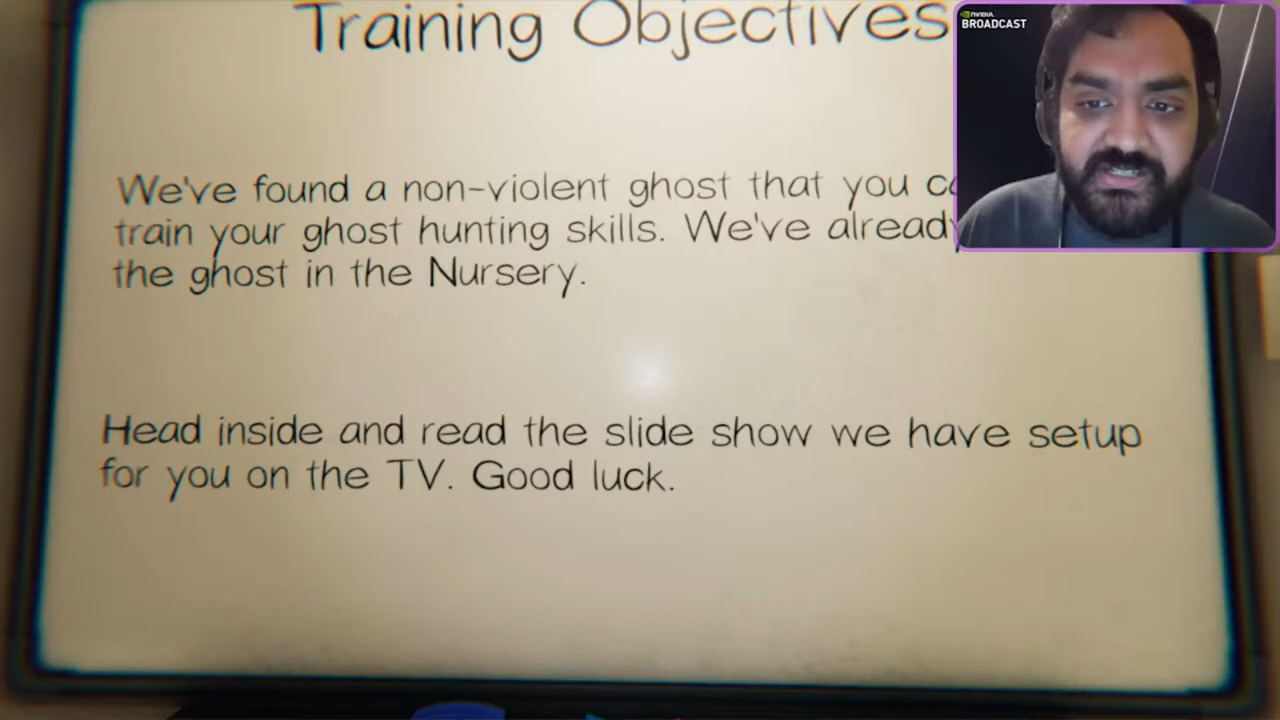 Training Objectives
NVIDIA.
BROADCAST
We've found a non-violent ghost that you
train your ghost hunting skills. We've already
the ghost in the Nursery.
Head inside and read the slide show we have setup
for you on the TV. Good luck.